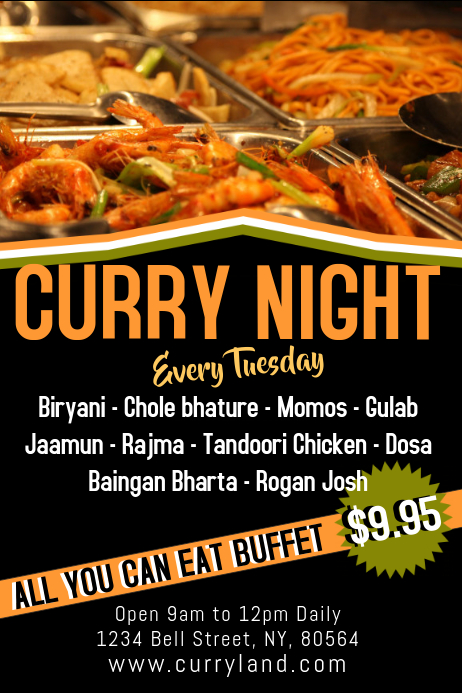 CURRY NIGHT
Every Tuesday
Biryani - Chole bhature - Momos - Gulab
Jaamun - Rajma - Tandoori Chicken - Dosa
Baingan Bharta - Rogan Josh
$9.95
ALL YOU CAN EAT BUFFET
Open 9am to 12pm Daily
1234 Bell Street, NY, 80564
www.curryland.com